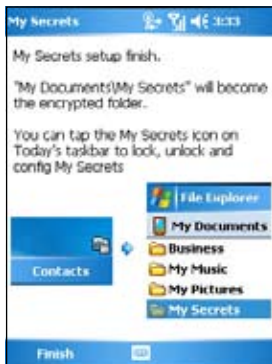 My Secrets 3:33
My Secrets setup finish.
"My Documents\My Secrets" will become
the encrypted folder.
You can tap the My Secrets icon on
Today's taskbar to lock, unlock and
config My Secrets
File Explorer
My Documents
Business
My Music
My Pictures
My Secrets
Contacts
Finish